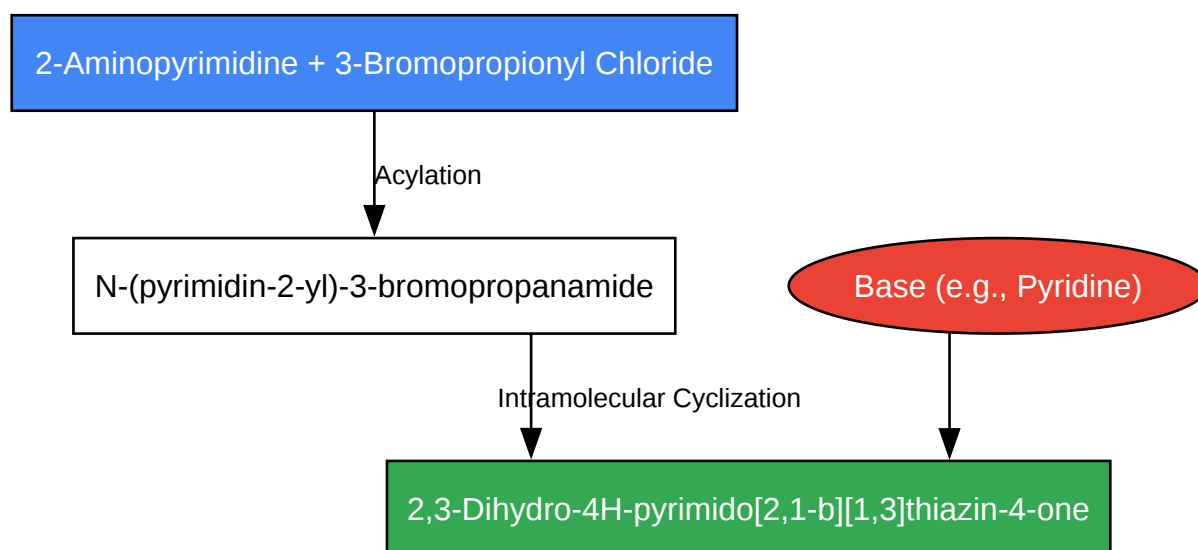 2-Aminopyrimidine + 3-Bromopropionyl Chloride
Acylation
N-(pyrimidin-2-yl)-3-bromopropanamide
Base (e.g., Pyridine)
Intramolecular Cyclization
2,3-Dihydro-4H-pyrimido[2,1-b][1,3]thiazin-4-one